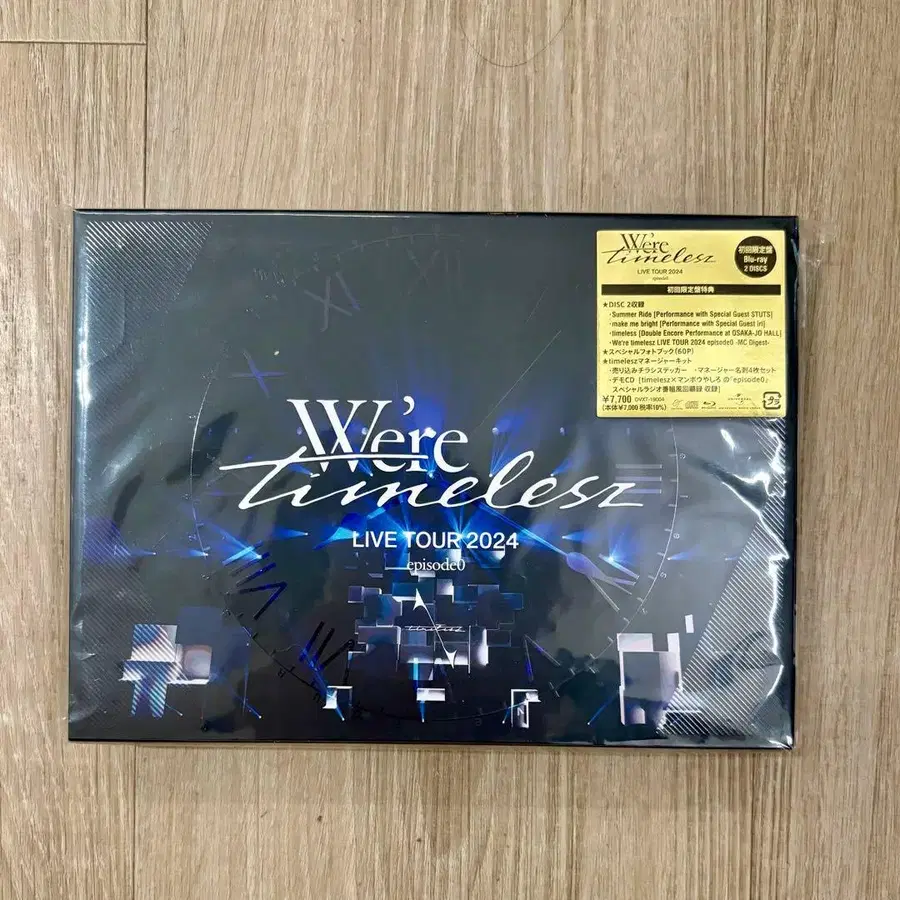 We're
timelesz
LIVE TOUR 2024
episode0
timelesz
We're
timelesz
LIVE TOUR 2024
episode0
初回限定盤
Blu-ray
2 DISCS
初回限定盤特典
★DISC 2収録
・Summer Ride [Performance with Special Guest STUTS]
・make me bright [Performance with Special Guest iri]
・timeless [Double Encore Performance at OSAKA-JO HALL]
・We're timelesz LIVE TOUR 2024 episode0 -MC Digest-
★スペシャルフォトブック(60P)
★timeleszマネージャーキット
・売り込みチラシステッカー ・マネージャー名刺4枚セット
・デモCD [timelesz×マンボウやしろ の「episode0」
スペシャルラジオ番組風回顧録 収録]
¥7,700
(本体¥7,000 税率10%)